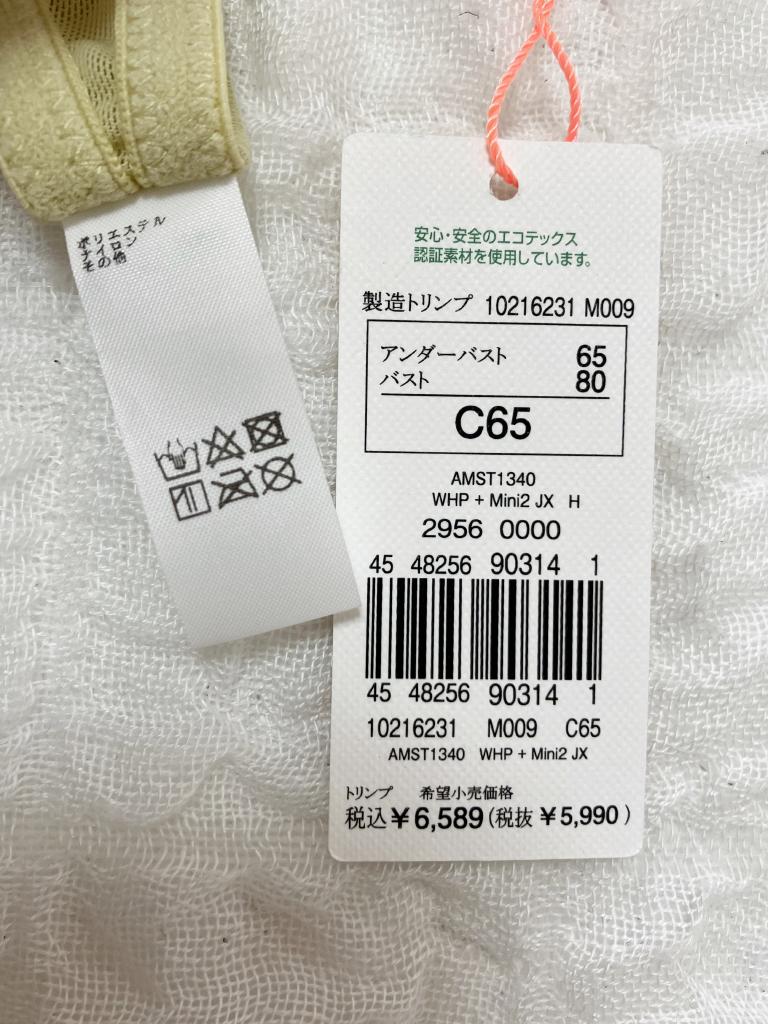 ポリエステル
ナイロン
その他
安心・安全のエコテックス
認証素材を使用しています。
製造トリンプ 10216231 M009
アンダーバスト 65
バスト 80
C65
AMST1340
WHP + Mini2 JX H
2956 0000
45 48256 90314 1
45 48256 90314 1
10216231 M009 C65
AMST1340 WHP + Mini2 JX
トリンプ 希望小売価格
税込¥6,589(税抜¥5,990)